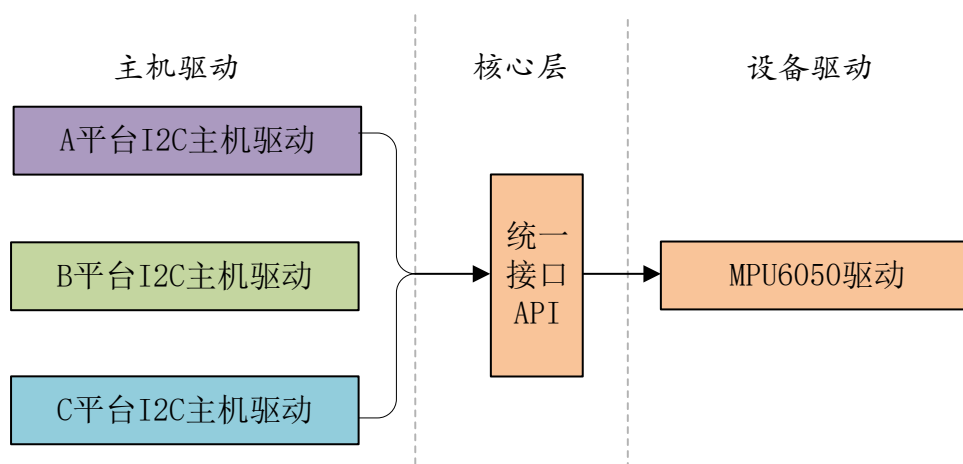 主机驱动
核心层
设备驱动
A平台I2C主机驱动
B平台I2C主机驱动
C平台I2C主机驱动
统一
接口
API
MPU6050驱动